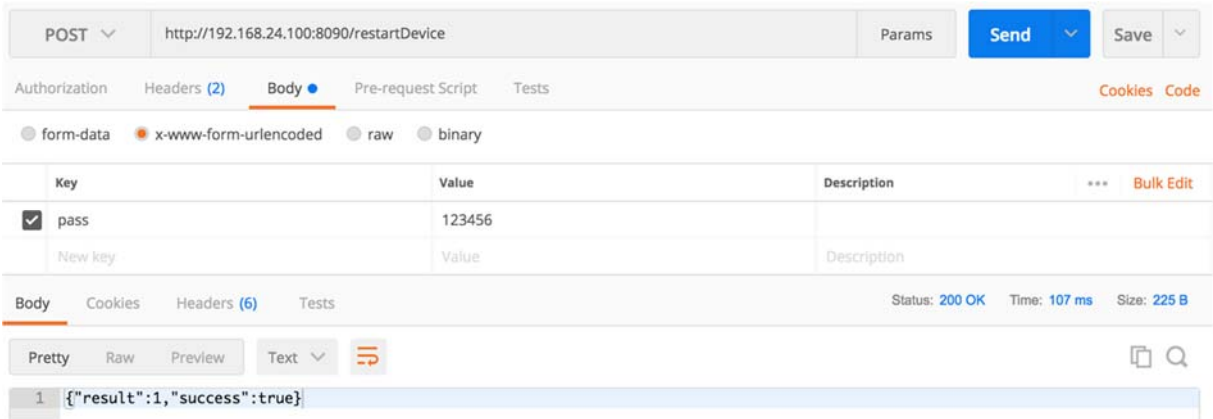 POST http://192.168.24.100:8090/restartDevice Params Send Save
Authorization Headers (2) Body Pre-request Script Tests Cookies Code
form-data x-www-form-urlencoded raw binary
Key Value Description ••• Bulk Edit
pass 123456
New key Value Description
Body Cookies Headers (6) Tests Status: 200 OK Time: 107 ms Size: 225 B
Pretty Raw Preview Text
1 {"result":1,"success":true}